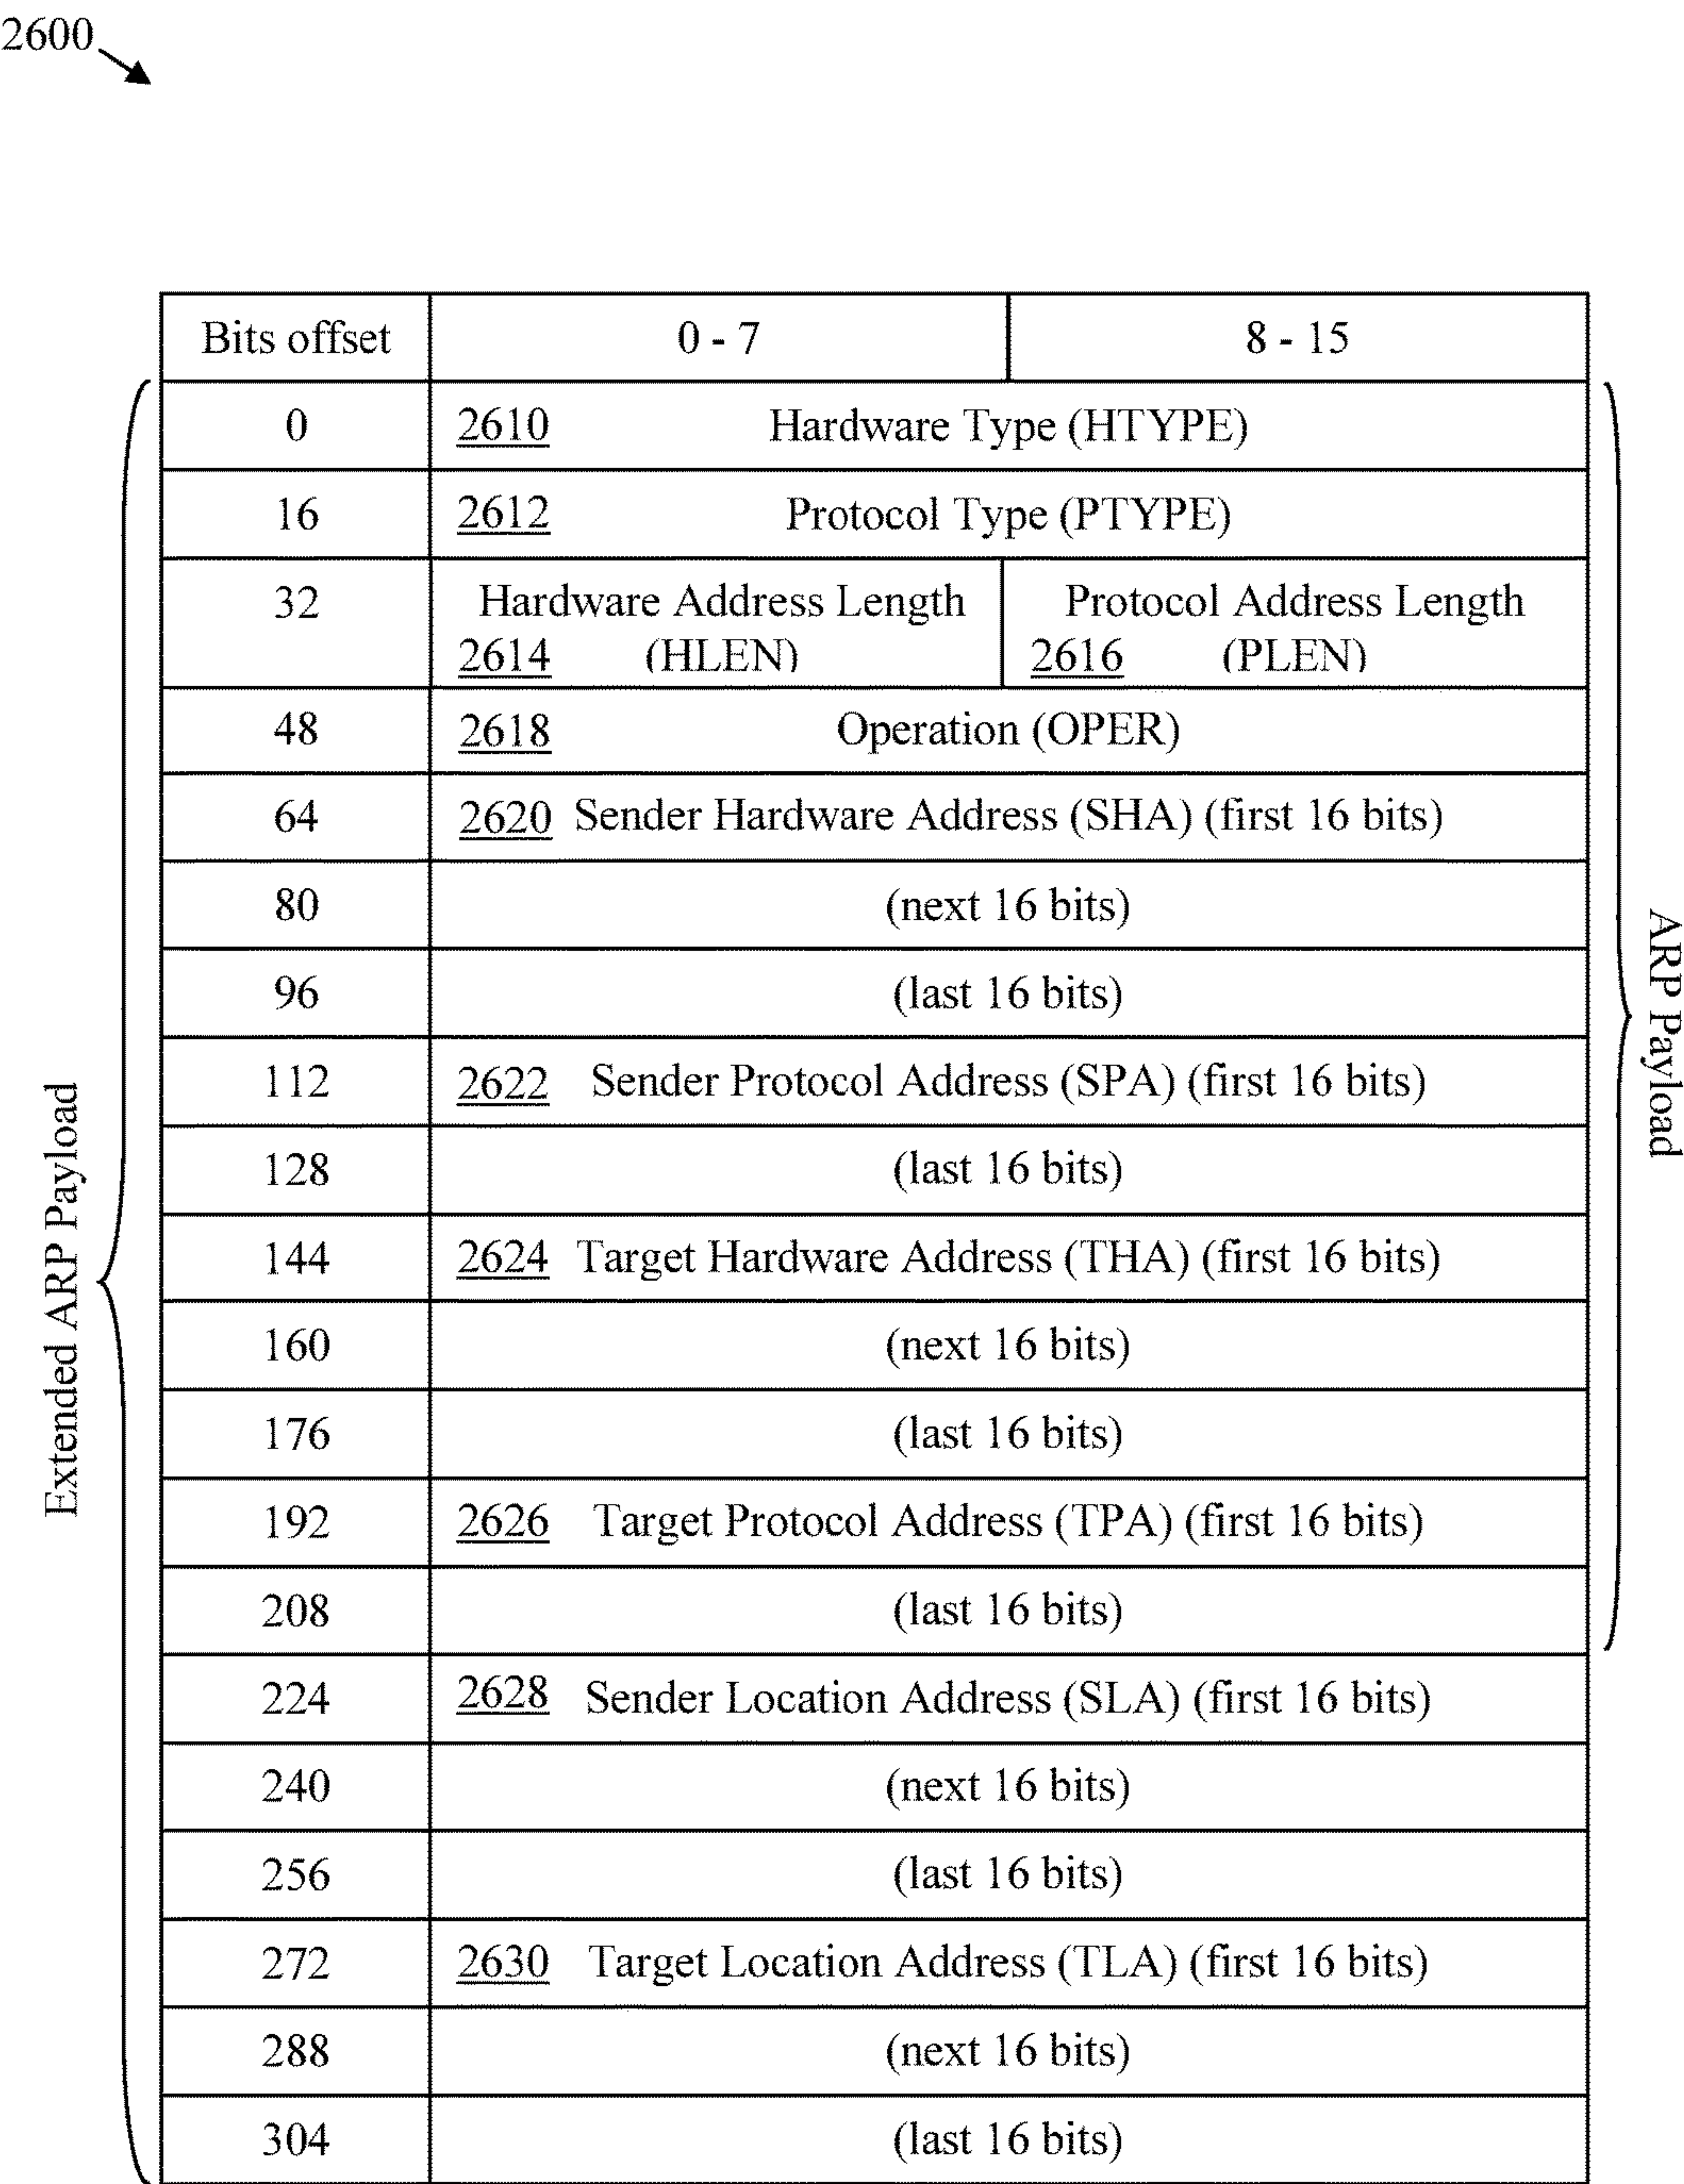 2600
Bits offset 0 - 7 8 - 15
0 2610 Hardware Type (HTYPE)
16 2612 Protocol Type (PTYPE)
32 Hardware Address Length Protocol Address Length
2614 (HLEN) 2616 (PLEN)
48 2618 Operation (OPER)
64 2620 Sender Hardware Address (SHA) (first 16 bits)
80 (next 16 bits)
96 (last 16 bits)
112 2622 Sender Protocol Address (SPA) (first 16 bits)
128 (last 16 bits)
144 2624 Target Hardware Address (THA) (first 16 bits)
160 (next 16 bits)
176 (last 16 bits)
192 2626 Target Protocol Address (TPA) (first 16 bits)
208 (last 16 bits)
224 2628 Sender Location Address (SLA) (first 16 bits)
240 (next 16 bits)
256 (last 16 bits)
272 2630 Target Location Address (TLA) (first 16 bits)
288 (next 16 bits)
304 (last 16 bits)
Extended ARP Payload
ARP Payload